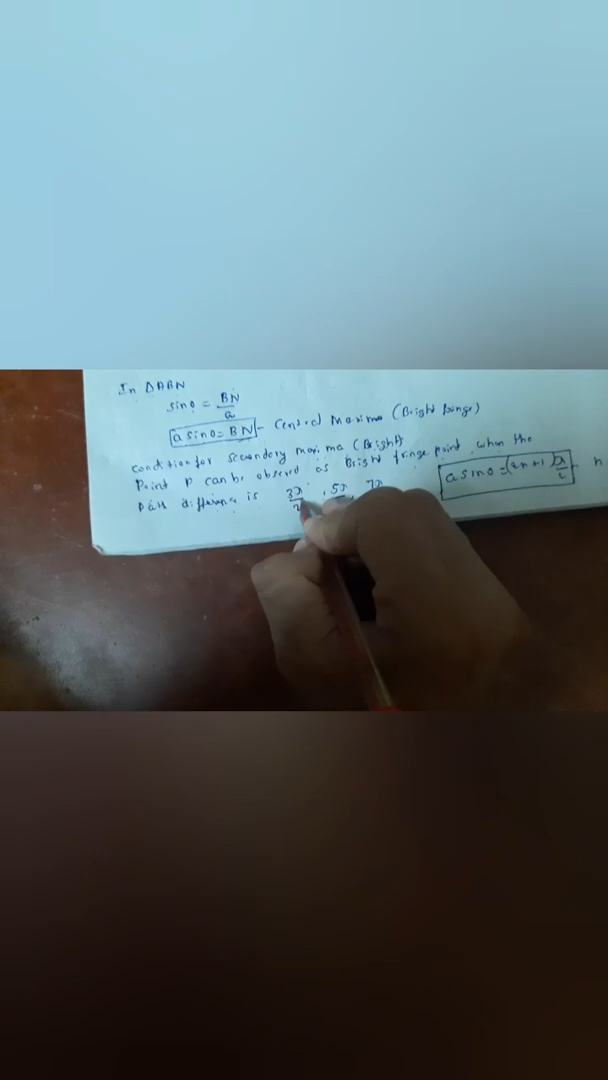 In ΔABN
sinθ = BN/a
a sinθ = BN - Central Maxima (Bright fringe)
condition for secondary maxima (Bright)
Point P can be observed as Bright fringe point when the
path difference is 3λ/2, 5λ, 7λ a sinθ = (2n+1) λ/2 - n